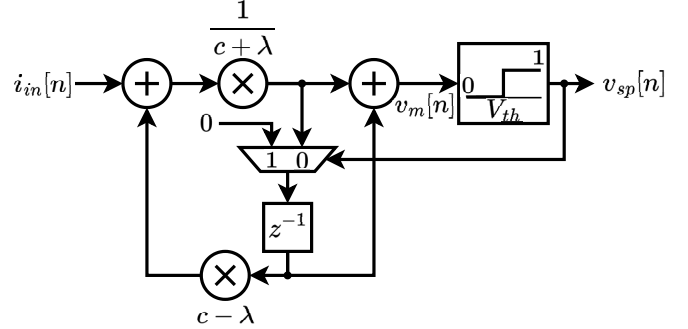 1
c + λ
i_in[n]
+
×
+
0
1
V_th
v_sp[n]
v_m[n]
0
1 0
z⁻¹
×
c − λ